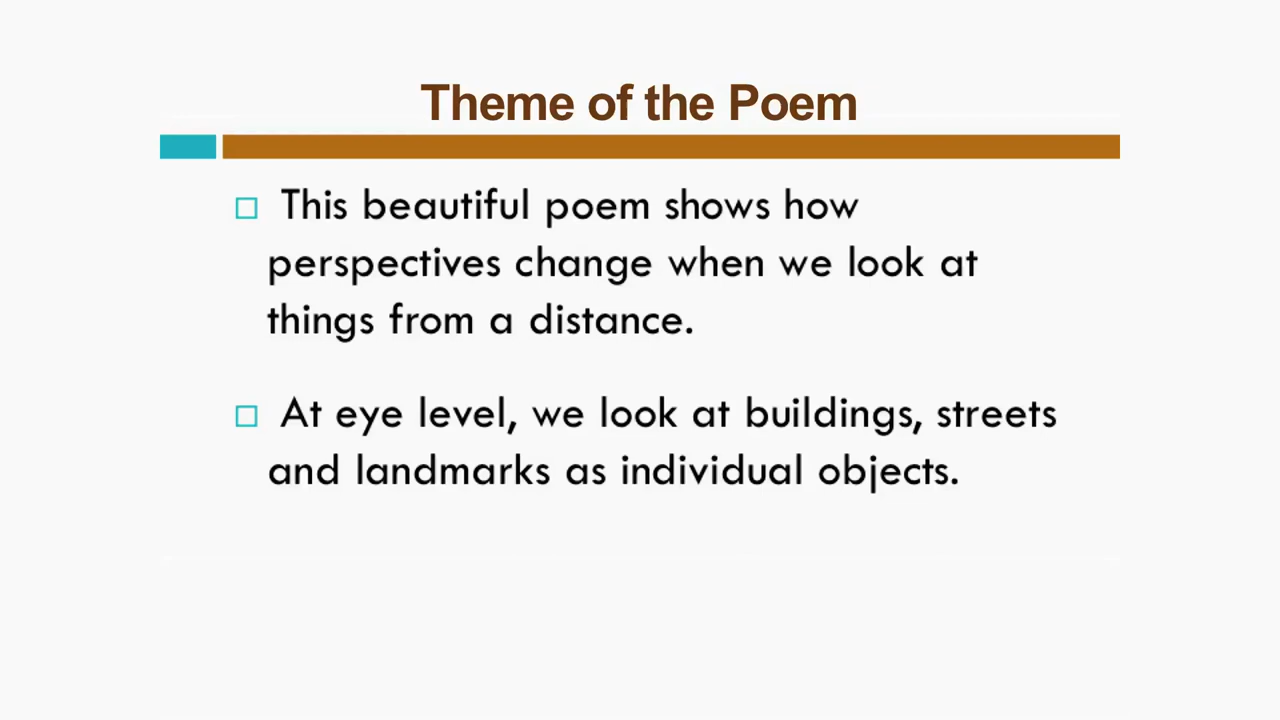 Theme of the Poem
This beautiful poem shows how
perspectives change when we look at
things from a distance.
At eye level, we look at buildings, streets
and landmarks as individual objects.